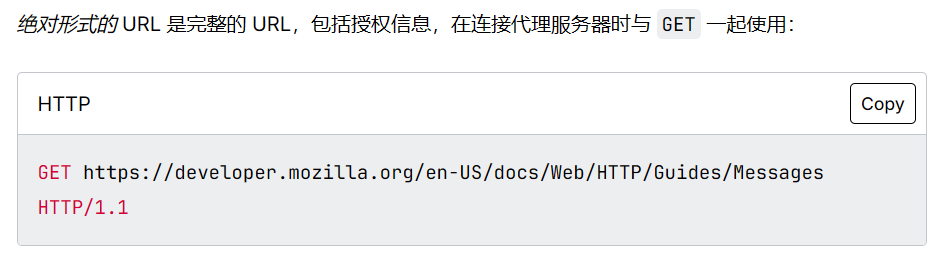 绝对形式的 URL 是完整的 URL，包括授权信息，在连接代理服务器时与 GET 一起使用：
HTTP
Copy
GET https://developer.mozilla.org/en-US/docs/Web/HTTP/Guides/Messages
HTTP/1.1